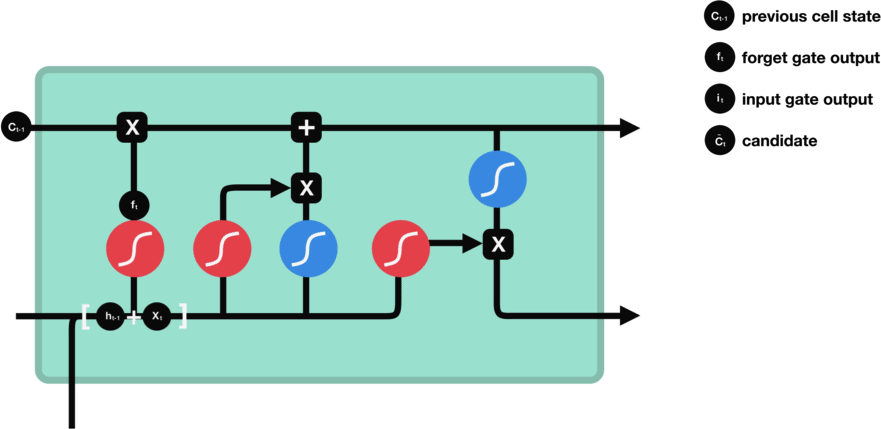 Ct-1 previous cell state
ft forget gate output
it input gate output
C̃t candidate
Ct-1
X
+
ft
X
X
[ ht-1 + Xt ]